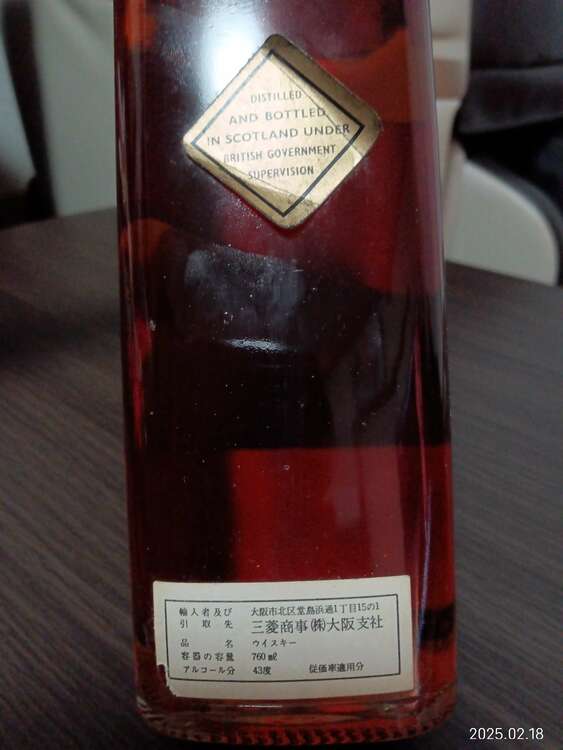 DISTILLED
AND BOTTLED
IN SCOTLAND UNDER
BRITISH GOVERNMENT
SUPERVISION
輸入者及び 大阪市北区堂島浜通1丁目15の1
引取先 三菱商事(株)大阪支社
品名 ウイスキー
容器の容量 760ml
アルコール分 43度 従価率適用分
2025.02.18